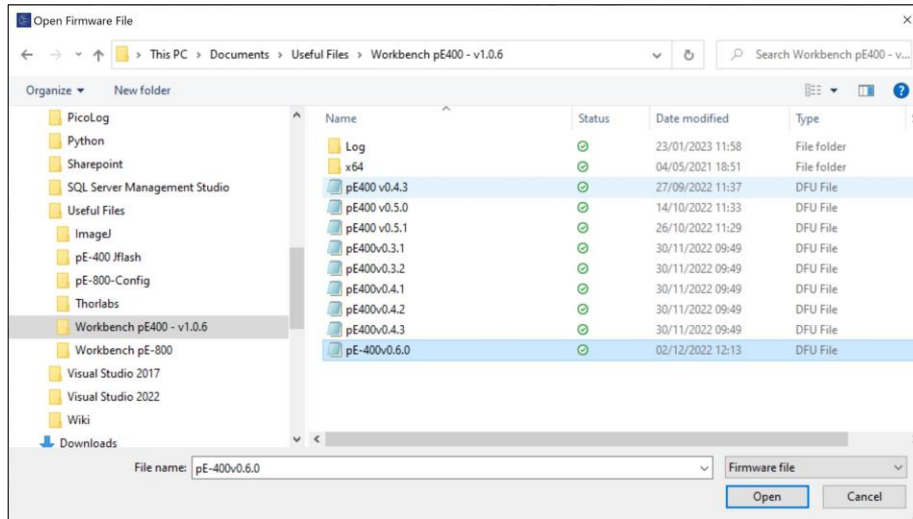 Open Firmware File
This PC > Documents > Useful Files > Workbench pE400 - v1.0.6
Search Workbench pE400 - v...
Organize
New folder
PicoLog
Python
Sharepoint
SQL Server Management Studio
Useful Files
ImageJ
pE-400 Jflash
pE-800-Config
Thorlabs
Workbench pE400 - v1.0.6
Workbench pE-800
Visual Studio 2017
Visual Studio 2022
Wiki
Downloads
Name Status Date modified Type
Log 23/01/2023 11:58 File folder
x64 04/05/2021 18:51 File folder
pE400 v0.4.3 27/09/2022 11:37 DFU File
pE400 v0.5.0 14/10/2022 11:33 DFU File
pE400 v0.5.1 26/10/2022 11:29 DFU File
pE400v0.3.1 30/11/2022 09:49 DFU File
pE400v0.3.2 30/11/2022 09:49 DFU File
pE400v0.4.1 30/11/2022 09:49 DFU File
pE400v0.4.2 30/11/2022 09:49 DFU File
pE400v0.4.3 30/11/2022 09:49 DFU File
pE-400v0.6.0 02/12/2022 12:13 DFU File
File name: pE-400v0.6.0
Firmware file
Open
Cancel